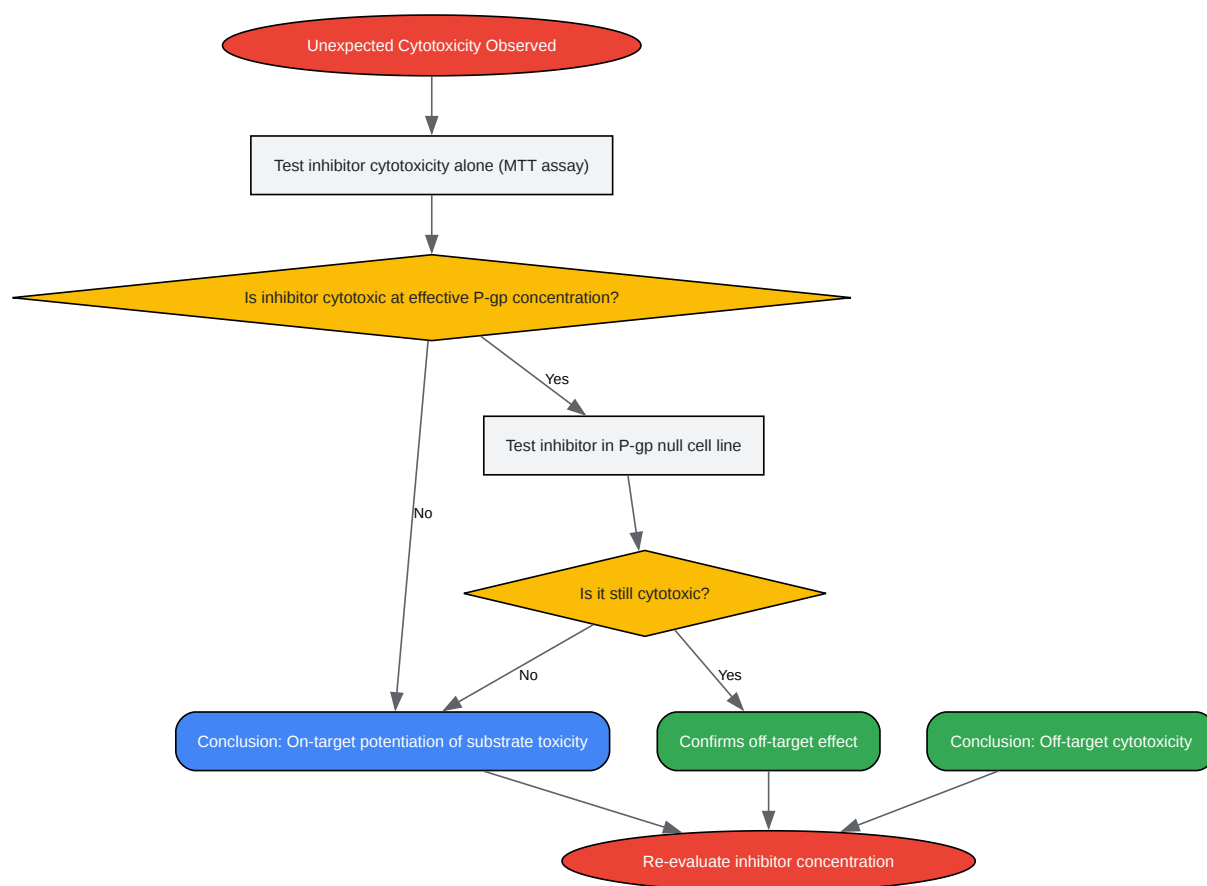 Unexpected Cytotoxicity Observed
Test inhibitor cytotoxicity alone (MTT assay)
Is inhibitor cytotoxic at effective P-gp concentration?
Yes
Test inhibitor in P-gp null cell line
No
Is it still cytotoxic?
No
Yes
Conclusion: On-target potentiation of substrate toxicity
Confirms off-target effect
Conclusion: Off-target cytotoxicity
Re-evaluate inhibitor concentration